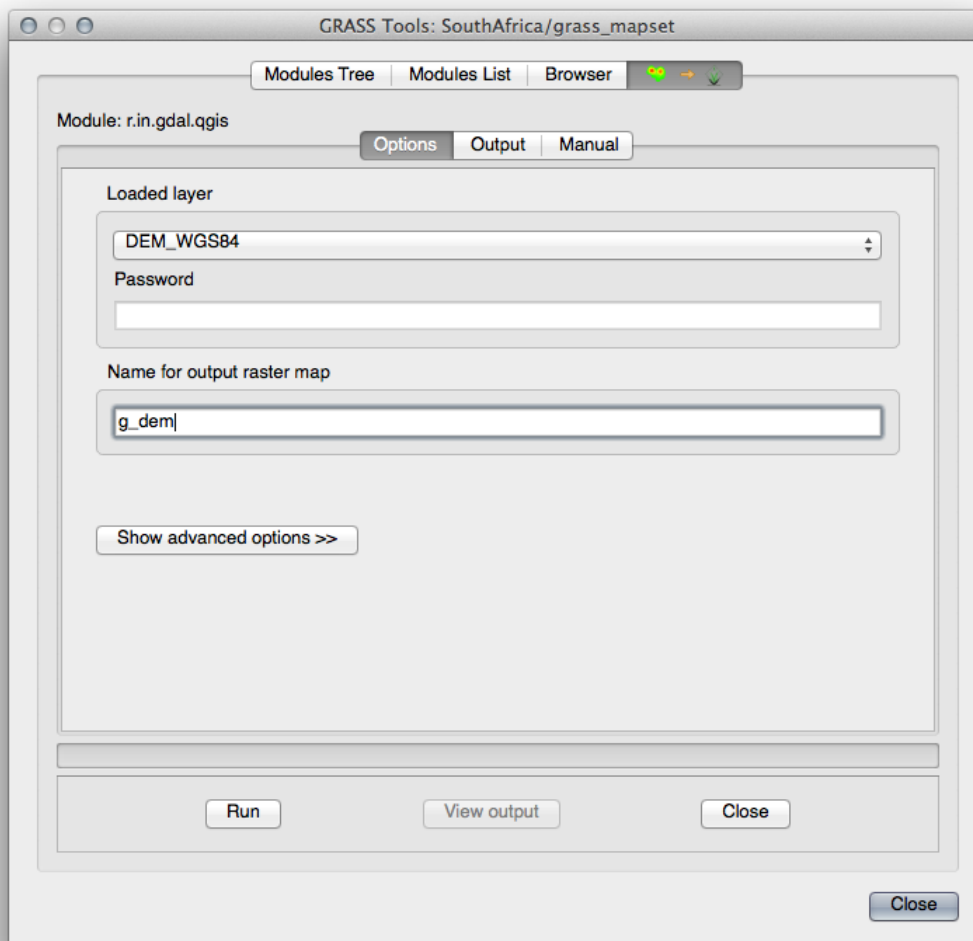 GRASS Tools: SouthAfrica/grass_mapset
Modules Tree Modules List Browser
Module: r.in.gdal.qgis
Options Output Manual
Loaded layer
DEM_WGS84
Password
Name for output raster map
g_dem
Show advanced options >>
Run View output Close
Close